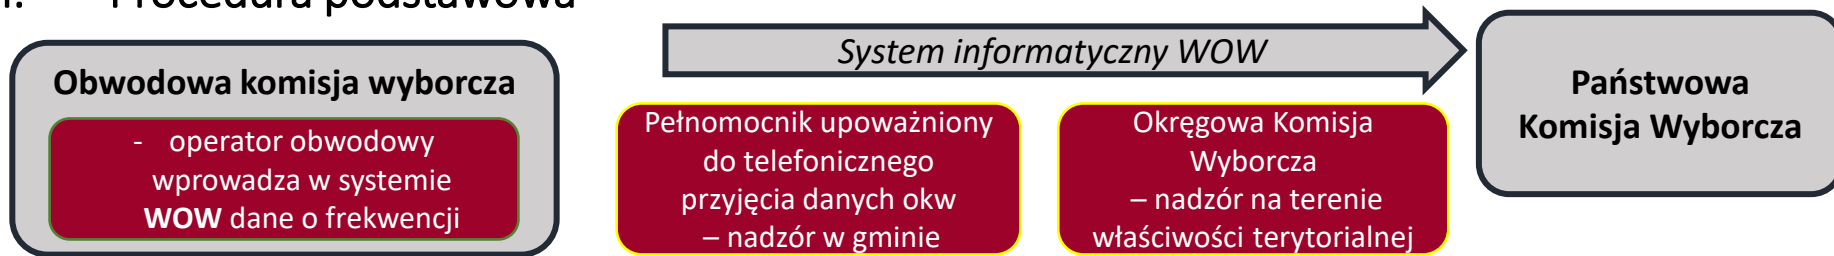 I. Procedura podstawowa
Obwodowa komisja wyborcza
- operator obwodowy
wprowadza w systemie
WOW dane o frekwencji
System informatyczny WOW
Pełnomocnik upoważniony
do telefonicznego
przyjęcia danych okw
– nadzór w gminie
Okręgowa Komisja
Wyborcza
– nadzór na terenie
właściwości terytorialnej
Państwowa
Komisja Wyborcza